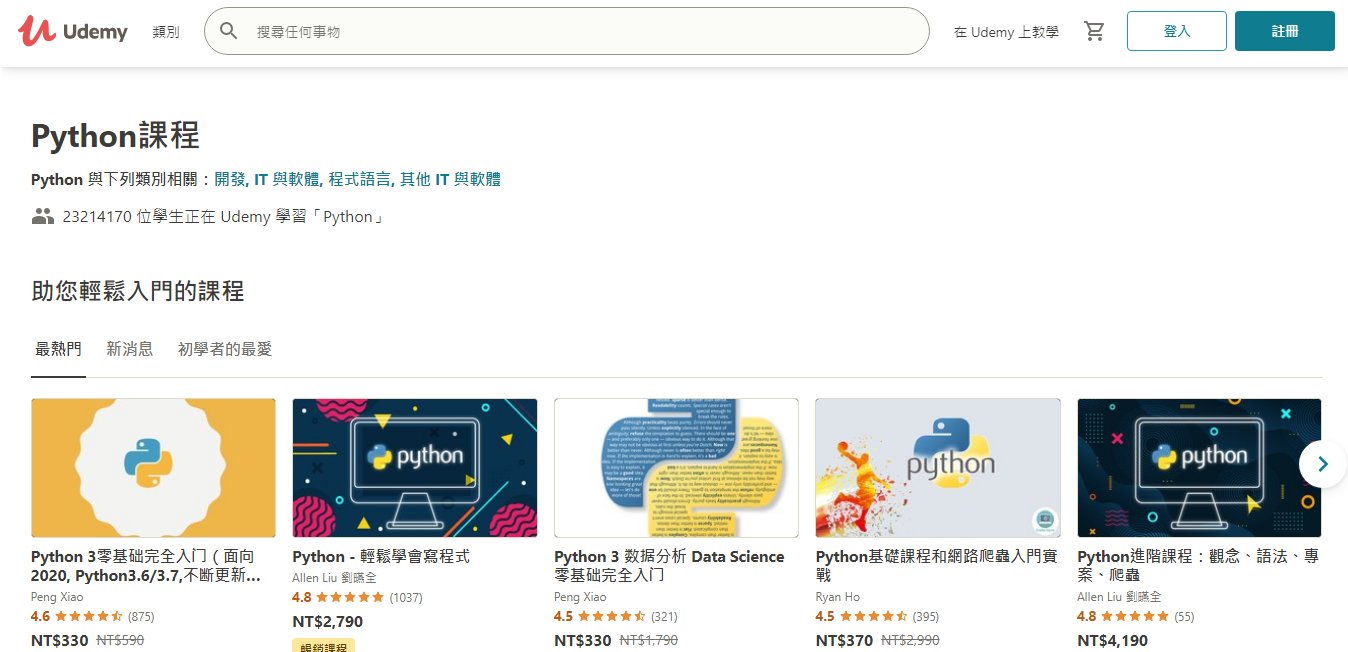 Udemy
類別
搜尋任何事物
在 Udemy 上教學
登入
註冊
Python課程
Python 與下列類別相關：開發, IT 與軟體, 程式語言, 其他 IT 與軟體
23214170 位學生正在 Udemy 學習「Python」
助您輕鬆入門的課程
最熱門
新消息
初學者的最愛
python
python
python
Python 3零基础完全入门（面向
2020, Python3.6/3.7,不断更新...
Peng Xiao
4.6 (875)
NT$330 NT$590
Python - 輕鬆學會寫程式
Allen Liu 劉曦全
4.8 (1037)
NT$2,790
暢銷課程
Python 3 数据分析 Data Science
零基础完全入门
Peng Xiao
4.5 (321)
NT$330 NT$1,790
Python基礎課程和網路爬蟲入門實
戰
Ryan Ho
4.5 (395)
NT$370 NT$2,990
Python進階課程：觀念、語法、專
案、爬蟲
Allen Liu 劉曦全
4.8 (55)
NT$4,190